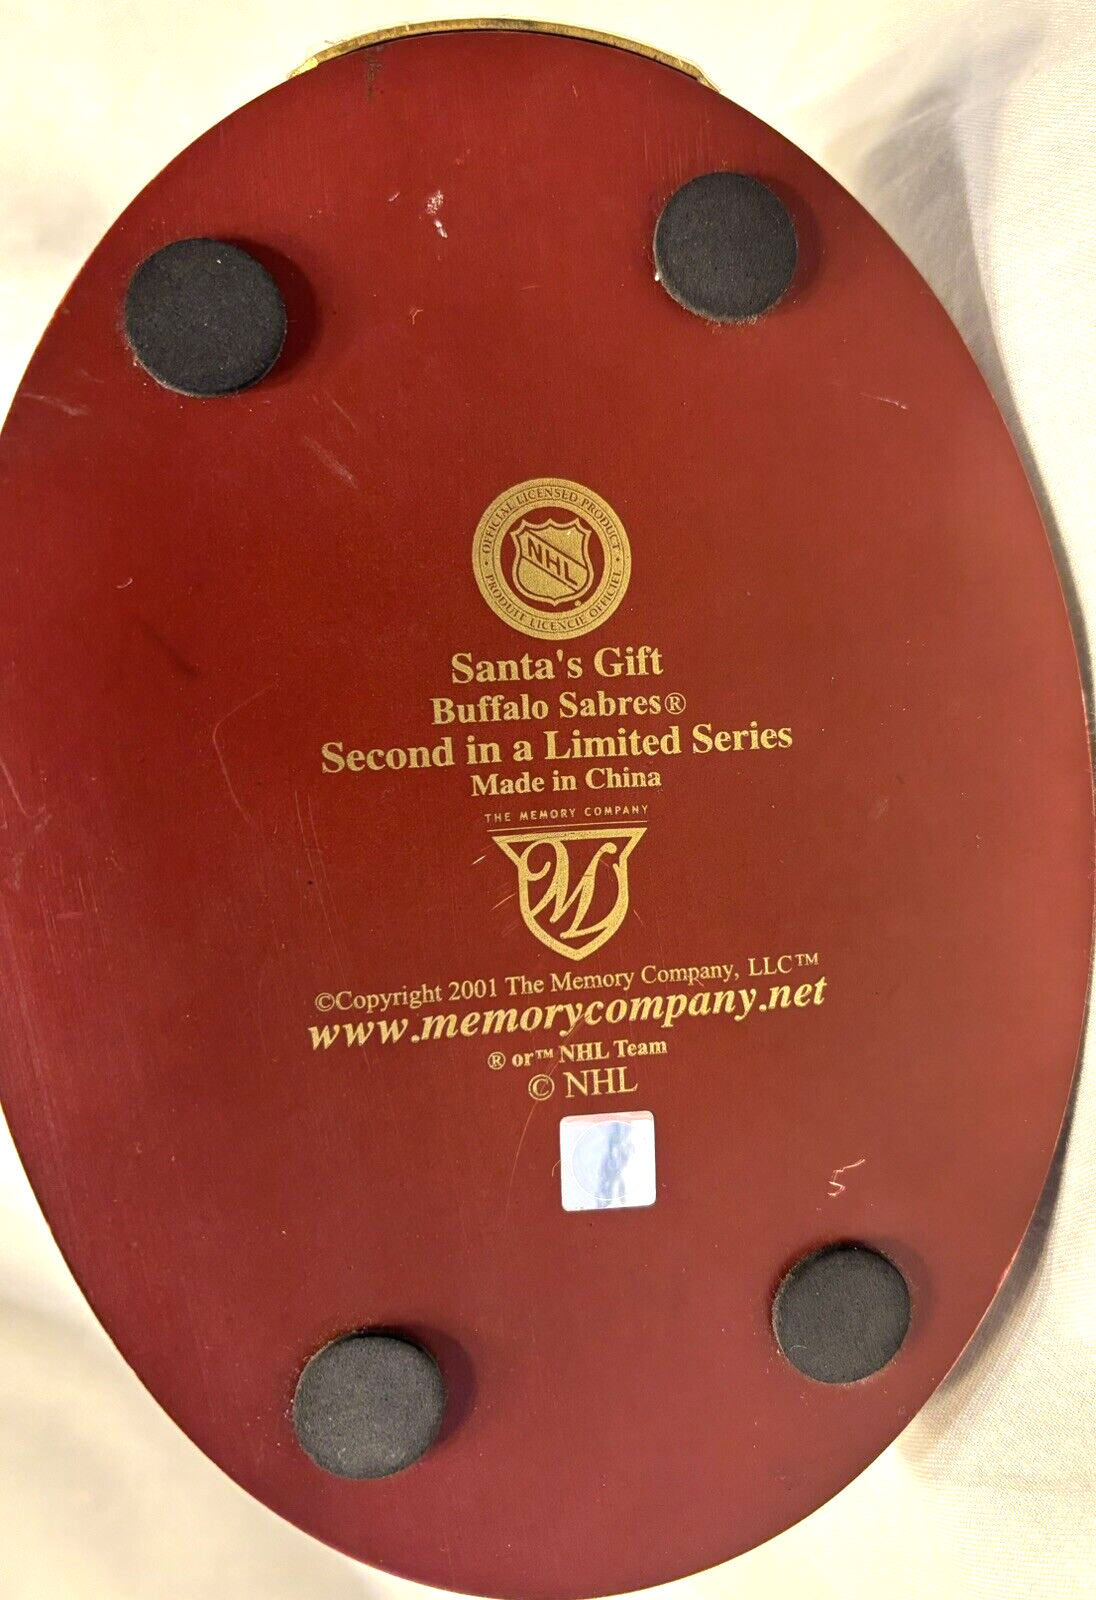 · OFFICIAL LICENSED PRODUCT ·
PRODUIT LICENCIE OFFICIEL
NHL
Santa's Gift
Buffalo Sabres®
Second in a Limited Series
Made in China
THE MEMORY COMPANY
M
©Copyright 2001 The Memory Company, LLC™
www.memorycompany.net
® or™ NHL Team
© NHL
5